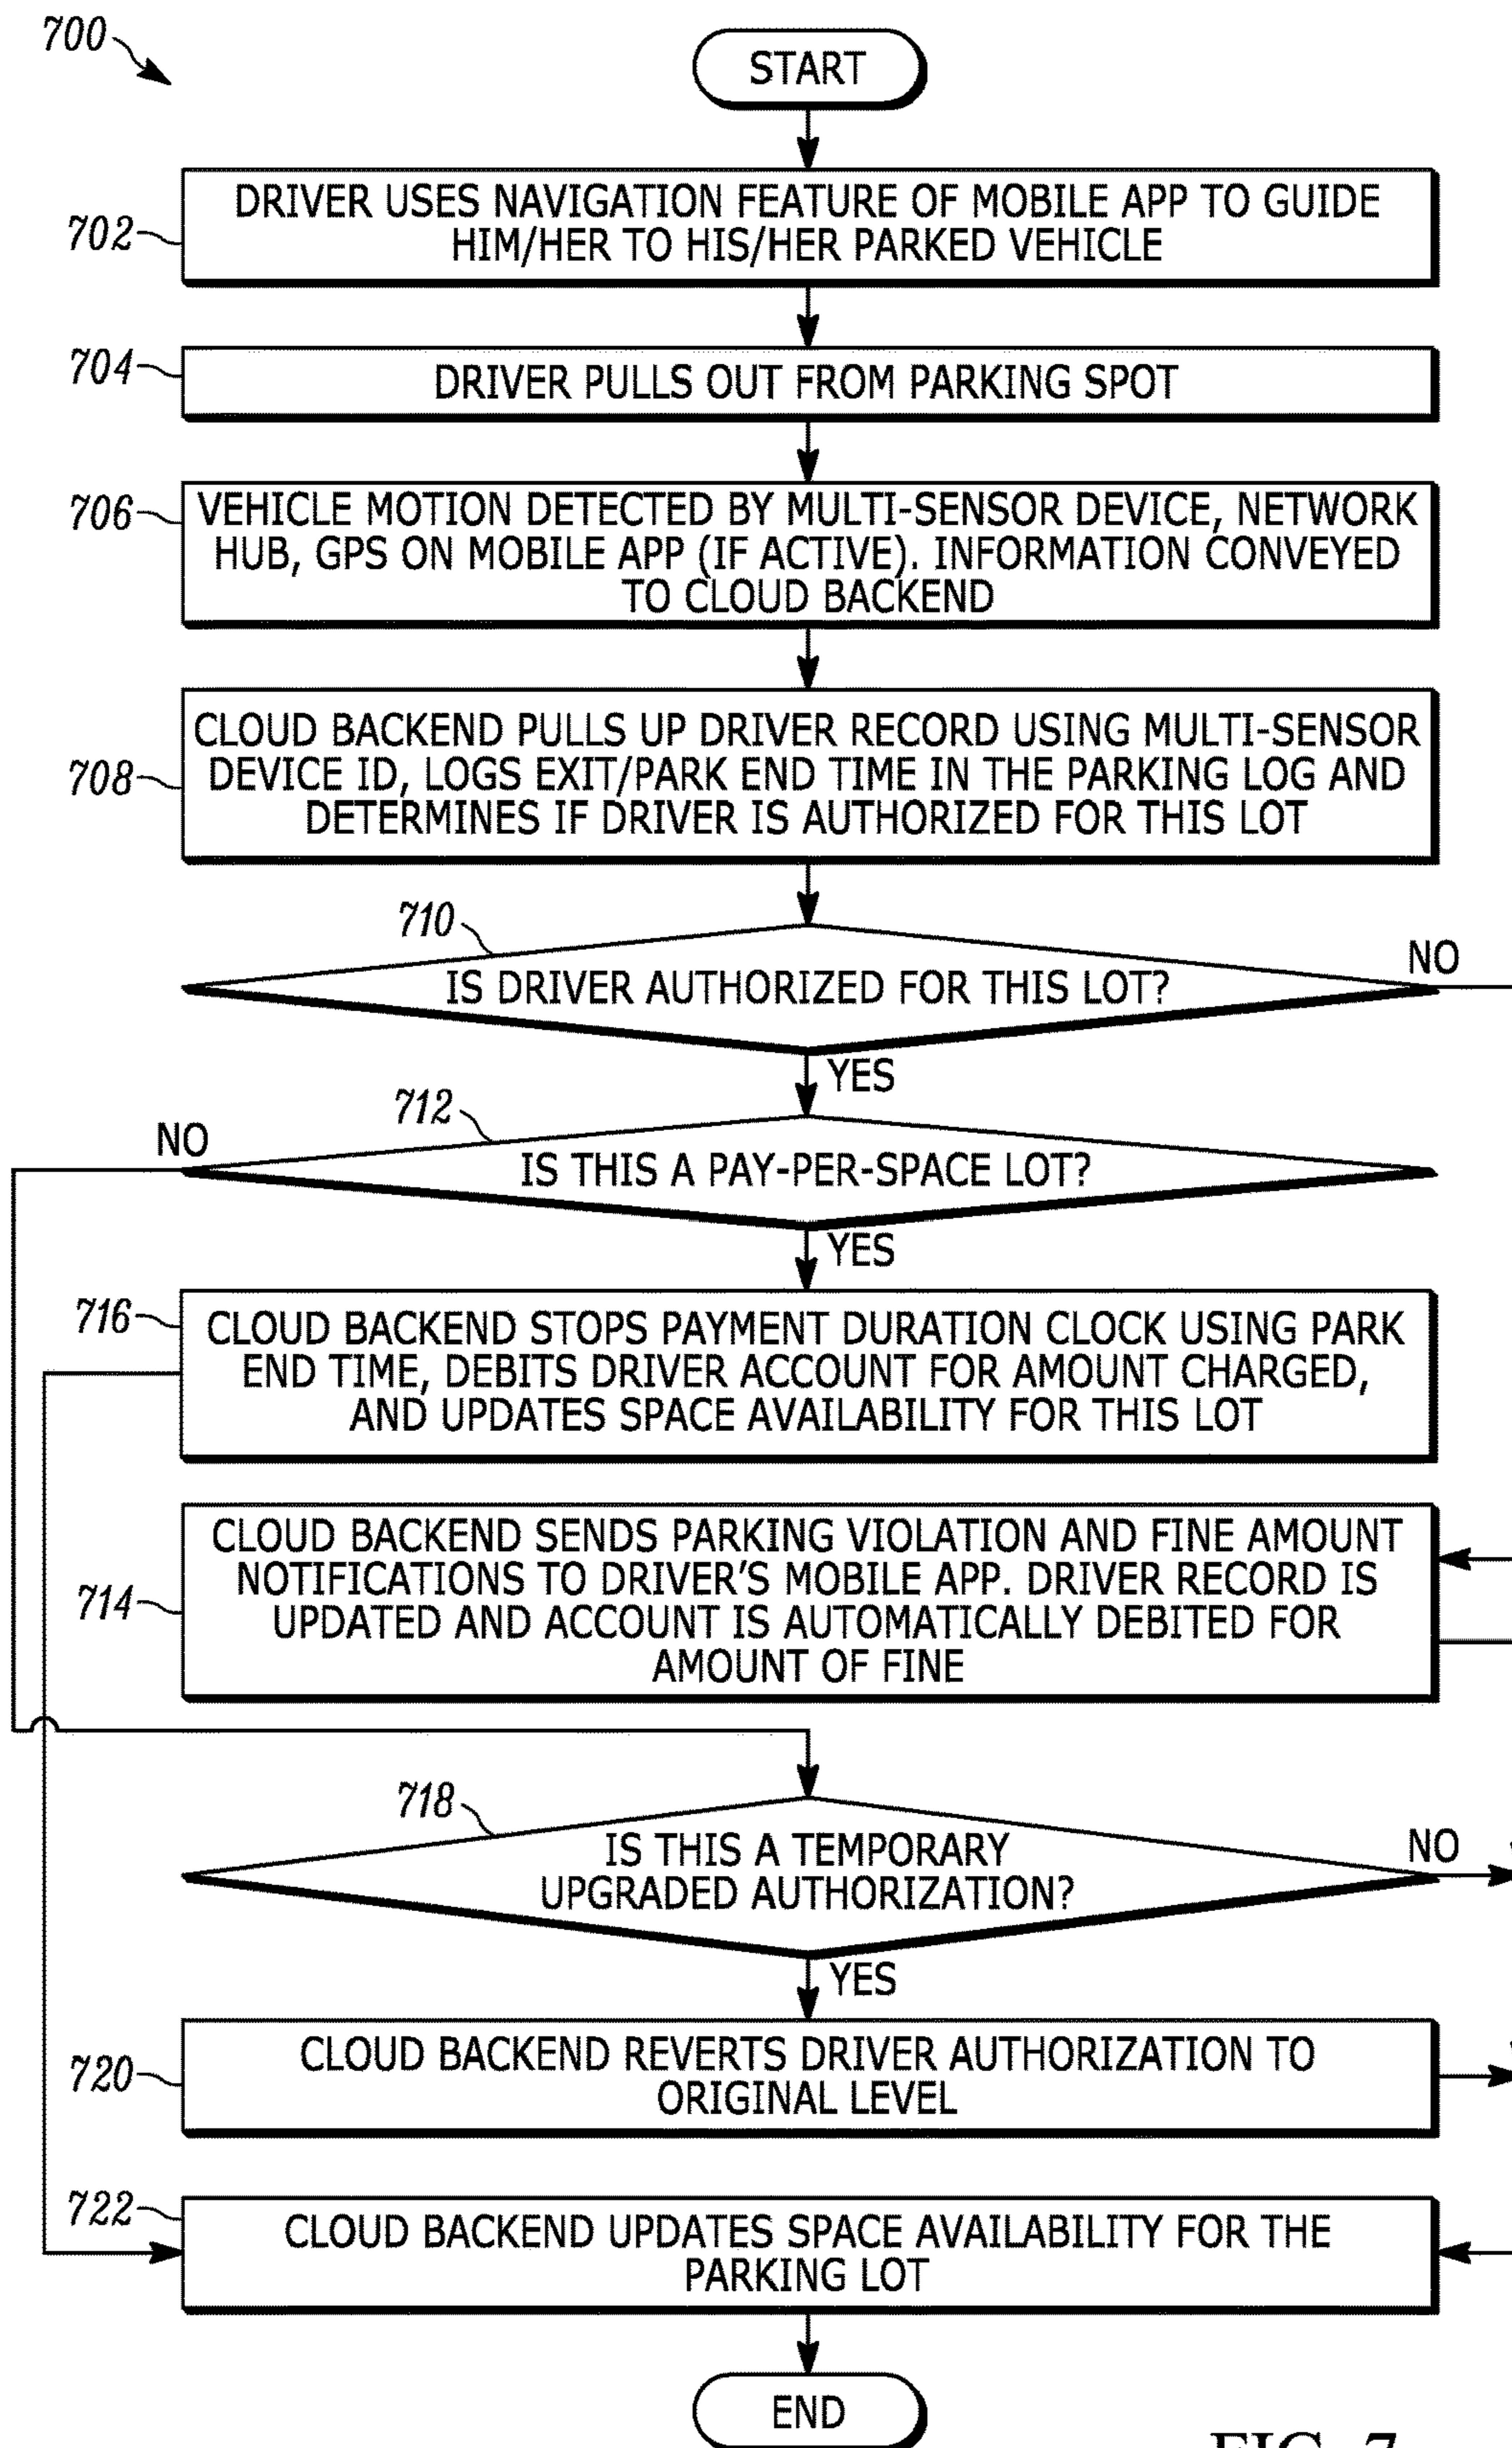 700
START
702
DRIVER USES NAVIGATION FEATURE OF MOBILE APP TO GUIDE
HIM/HER TO HIS/HER PARKED VEHICLE
704
DRIVER PULLS OUT FROM PARKING SPOT
706
VEHICLE MOTION DETECTED BY MULTI-SENSOR DEVICE, NETWORK
HUB, GPS ON MOBILE APP (IF ACTIVE). INFORMATION CONVEYED
TO CLOUD BACKEND
708
CLOUD BACKEND PULLS UP DRIVER RECORD USING MULTI-SENSOR
DEVICE ID, LOGS EXIT/PARK END TIME IN THE PARKING LOG AND
DETERMINES IF DRIVER IS AUTHORIZED FOR THIS LOT
710
IS DRIVER AUTHORIZED FOR THIS LOT?
NO
YES
712
NO
IS THIS A PAY-PER-SPACE LOT?
YES
716
CLOUD BACKEND STOPS PAYMENT DURATION CLOCK USING PARK
END TIME, DEBITS DRIVER ACCOUNT FOR AMOUNT CHARGED,
AND UPDATES SPACE AVAILABILITY FOR THIS LOT
714
CLOUD BACKEND SENDS PARKING VIOLATION AND FINE AMOUNT
NOTIFICATIONS TO DRIVER'S MOBILE APP. DRIVER RECORD IS
UPDATED AND ACCOUNT IS AUTOMATICALLY DEBITED FOR
AMOUNT OF FINE
718
IS THIS A TEMPORARY
UPGRADED AUTHORIZATION?
NO
YES
720
CLOUD BACKEND REVERTS DRIVER AUTHORIZATION TO
ORIGINAL LEVEL
722
CLOUD BACKEND UPDATES SPACE AVAILABILITY FOR THE
PARKING LOT
END
FIG. 7